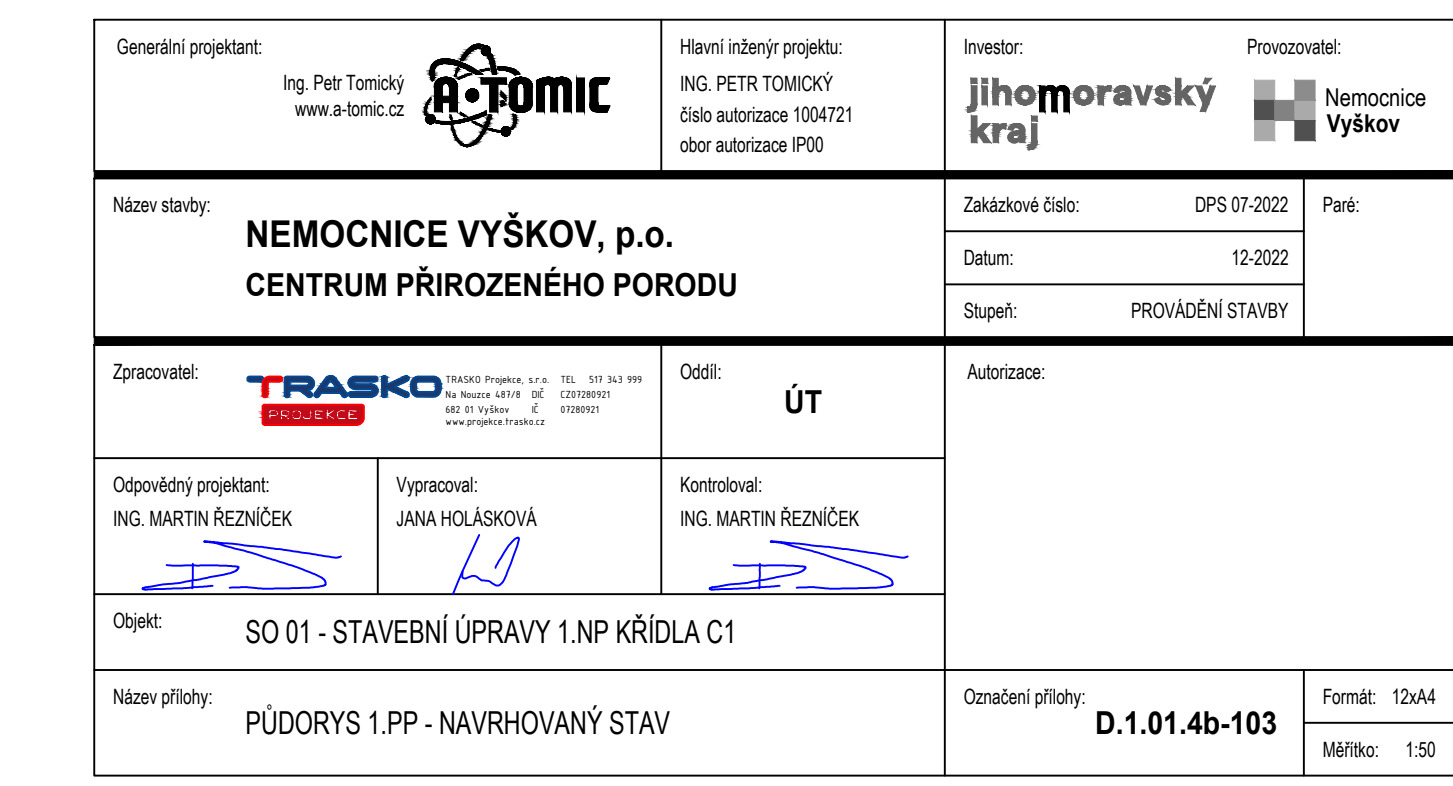 Generální projektant:
Ing. Petr Tomický
www.a-tomic.cz
A•TOMIC
Hlavní inženýr projektu:
ING. PETR TOMICKÝ
číslo autorizace 1004721
obor autorizace IP00
Investor:
jihomoravský
kraj
Provozovatel:
Nemocnice
Vyškov
Název stavby:
NEMOCNICE VYŠKOV, p.o.
CENTRUM PŘIROZENÉHO PORODU
Zakázkové číslo: DPS 07-2022
Datum: 12-2022
Stupeň: PROVÁDĚNÍ STAVBY
Paré:
Zpracovatel:
TRASKO
PROJEKCE
TRASKO Projekce, s.r.o. TEL 517 343 999
Na Nouzce 487/8 DIČ CZ07280921
682 01 Vyškov IČ 07280921
www.projekce.trasko.cz
Oddíl:
ÚT
Autorizace:
Odpovědný projektant:
ING. MARTIN ŘEZNÍČEK
Vypracoval:
JANA HOLÁSKOVÁ
Kontroloval:
ING. MARTIN ŘEZNÍČEK
Objekt:
SO 01 - STAVEBNÍ ÚPRAVY 1.NP KŘÍDLA C1
Název přílohy:
PŮDORYS 1.PP - NAVRHOVANÝ STAV
Označení přílohy:
D.1.01.4b-103
Formát: 12xA4
Měřítko: 1:50